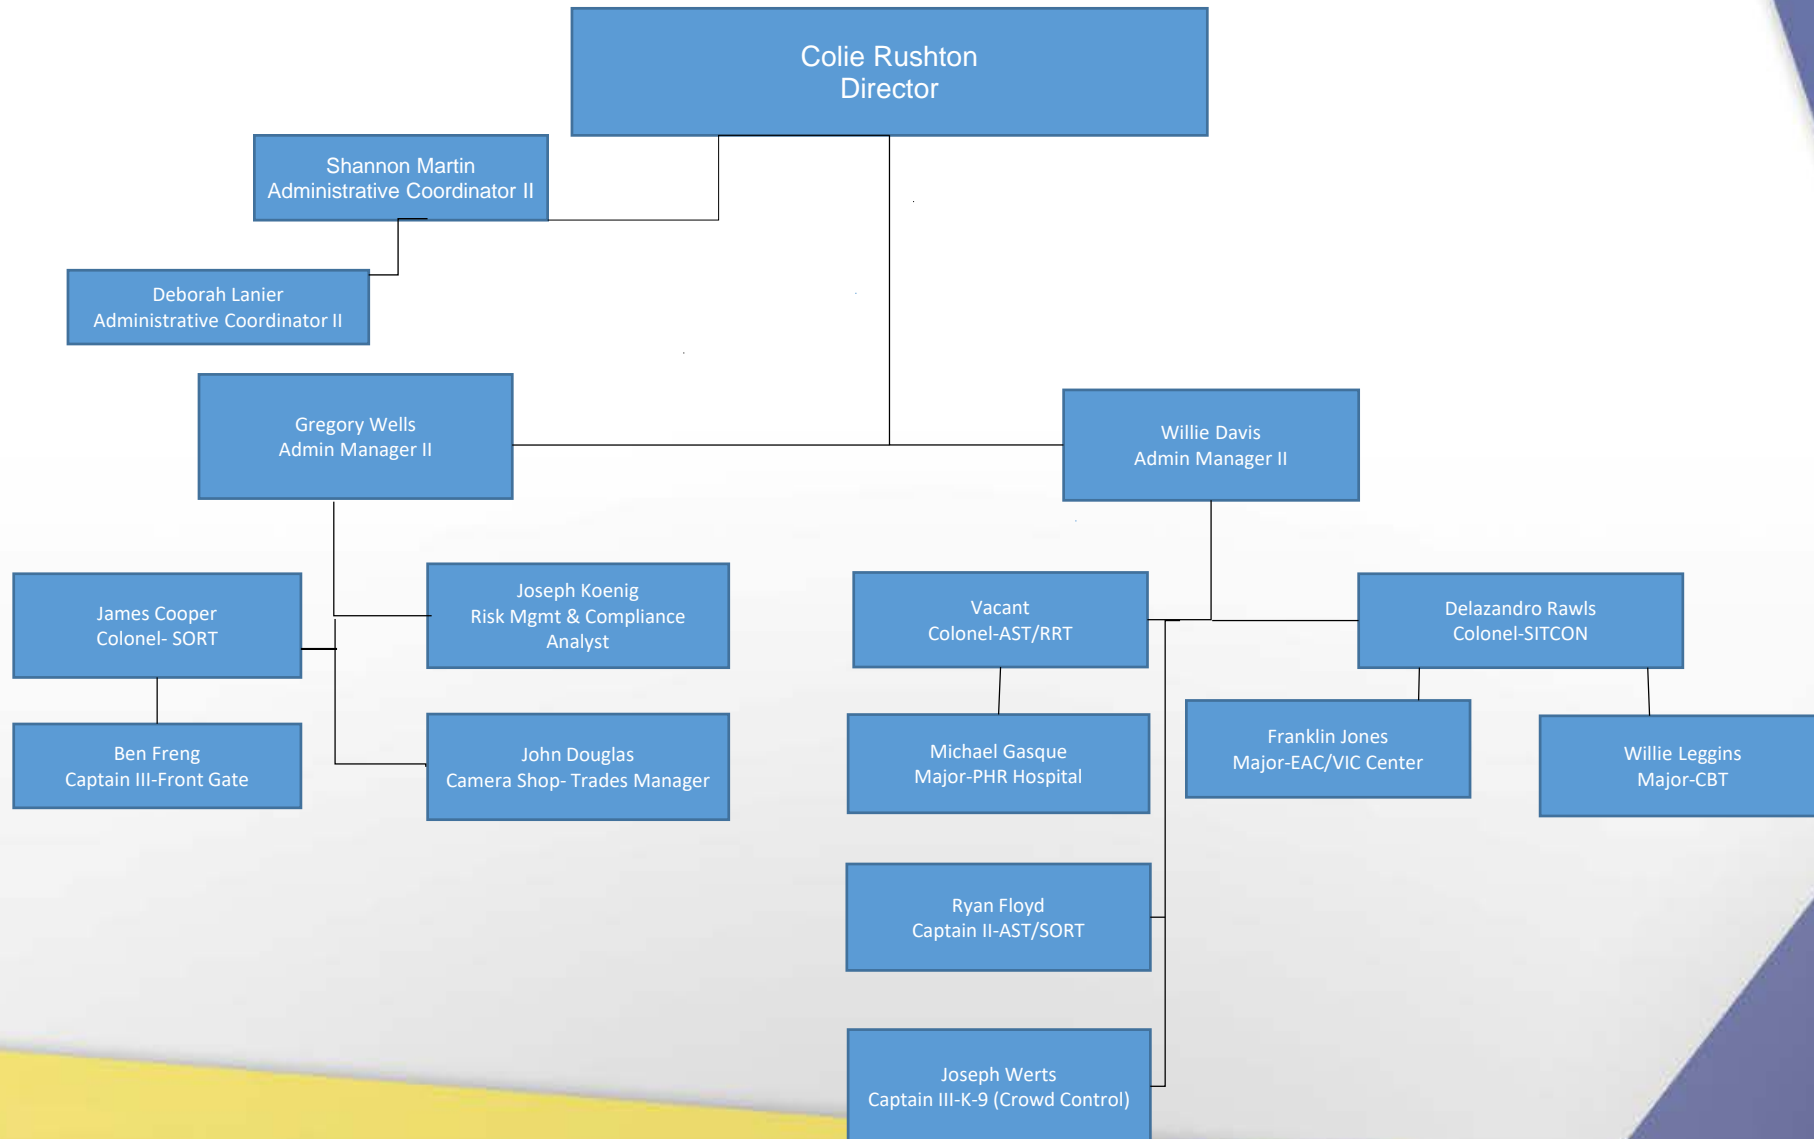 Colie Rushton
Director
Shannon Martin
Administrative Coordinator II
Deborah Lanier
Administrative Coordinator II
Gregory Wells
Admin Manager II
Willie Davis
Admin Manager II
James Cooper
Colonel- SORT
Joseph Koenig
Risk Mgmt & Compliance
Analyst
Vacant
Colonel-AST/RRT
Delazandro Rawls
Colonel-SITCON
Ben Freng
Captain III-Front Gate
John Douglas
Camera Shop- Trades Manager
Michael Gasque
Major-PHR Hospital
Franklin Jones
Major-EAC/VIC Center
Willie Leggins
Major-CBT
Ryan Floyd
Captain II-AST/SORT
Joseph Werts
Captain III-K-9 (Crowd Control)